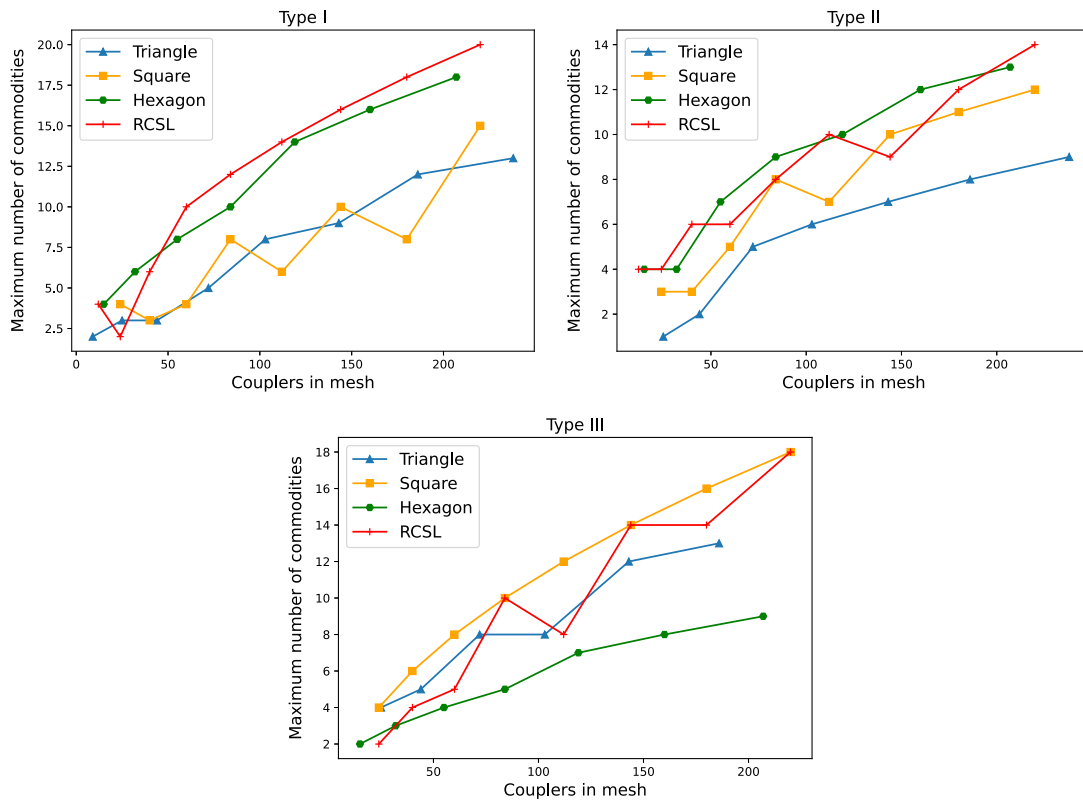 Type I
Maximum number of commodities
20.0
17.5
15.0
12.5
10.0
7.5
5.0
2.5
Triangle
Square
Hexagon
RCSL
0
50
100
150
200
Couplers in mesh
Type II
Maximum number of commodities
14
12
10
8
6
4
2
Triangle
Square
Hexagon
RCSL
50
100
150
200
Couplers in mesh
Type III
Maximum number of commodities
18
16
14
12
10
8
6
4
2
Triangle
Square
Hexagon
RCSL
50
100
150
200
Couplers in mesh